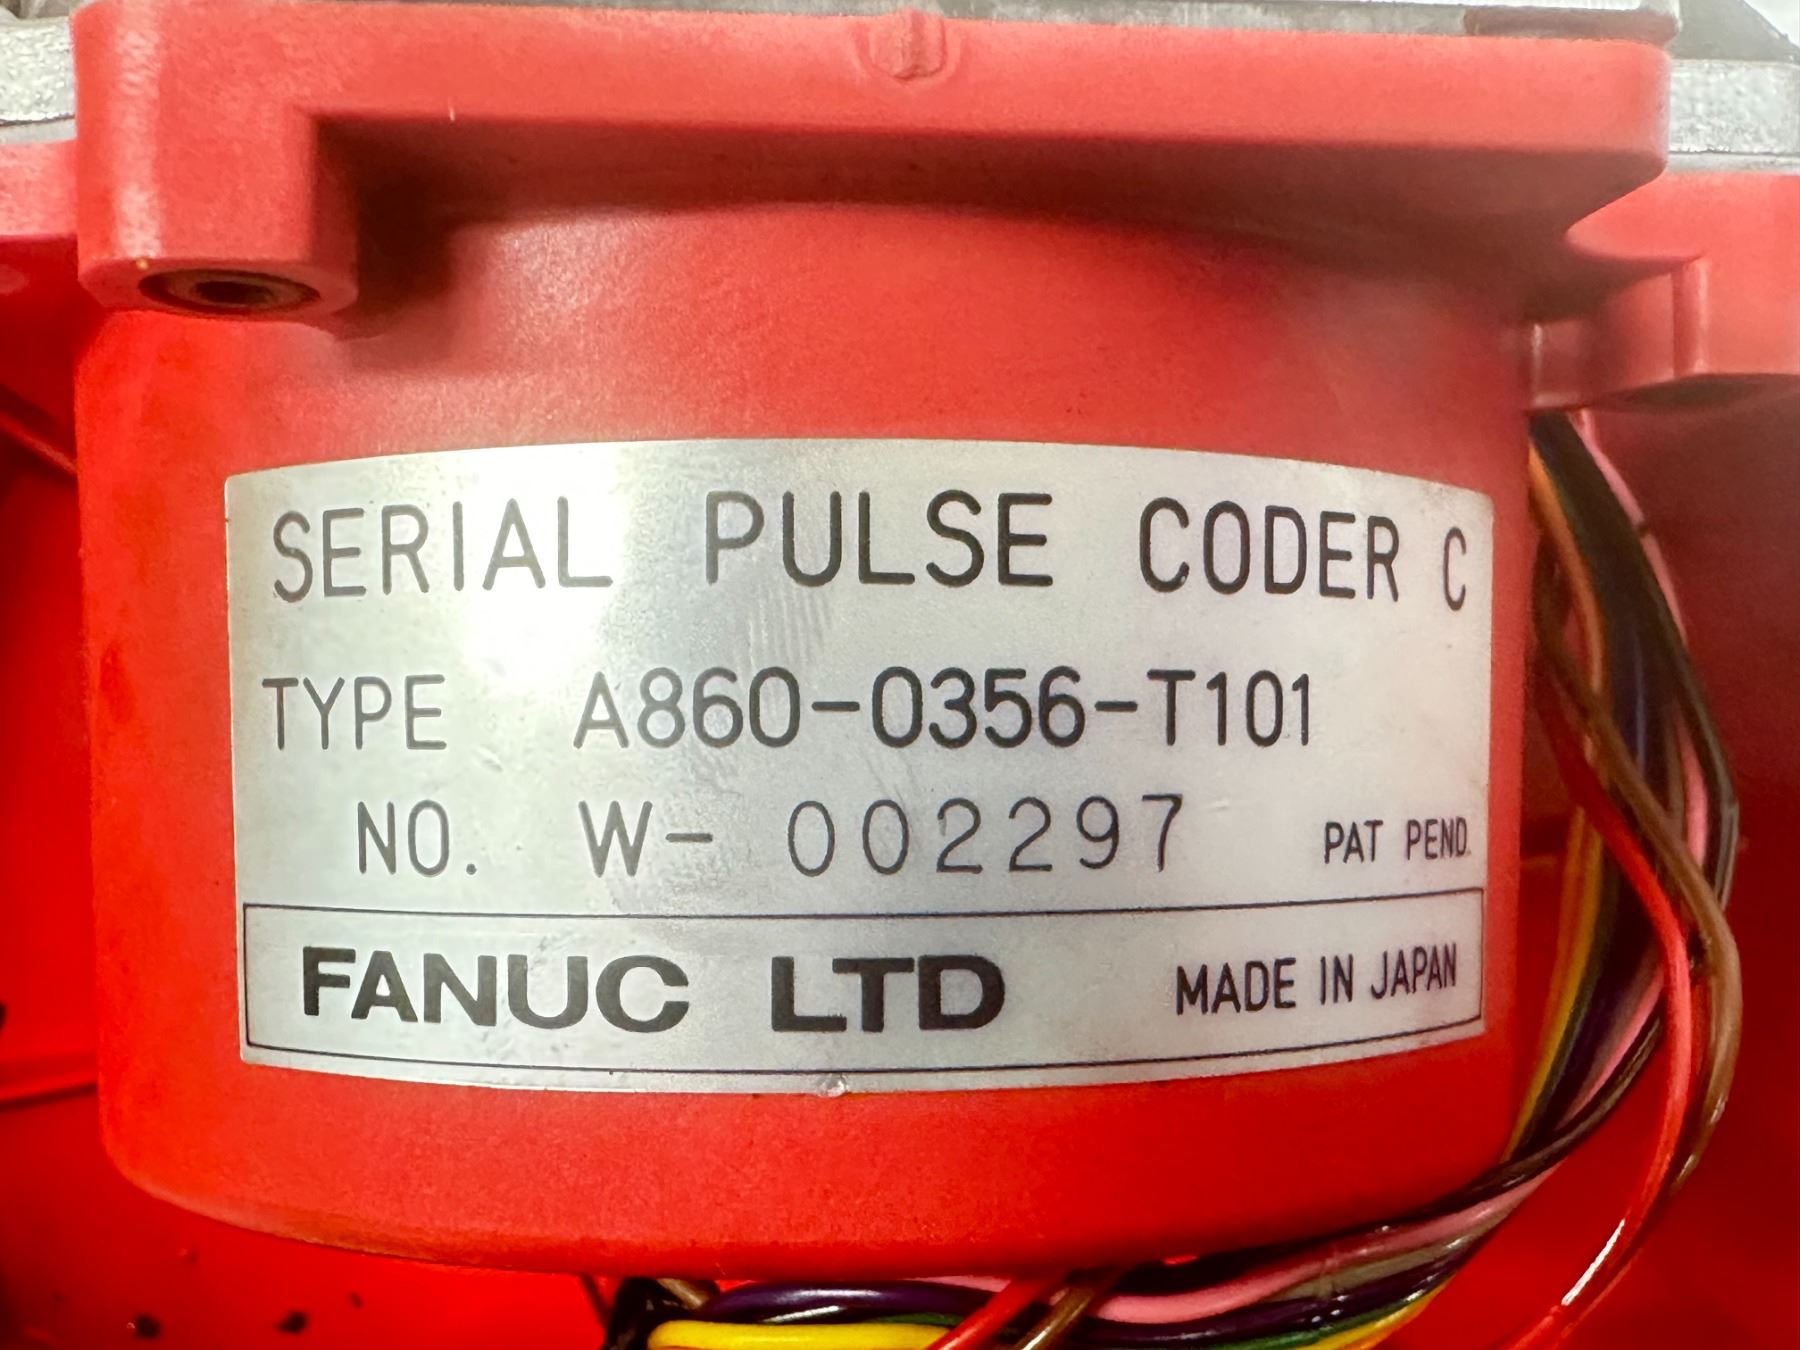 SERIAL PULSE CODER C
TYPE A860-0356-T101
NO. W- 002297 PAT PEND.
FANUC LTD MADE IN JAPAN